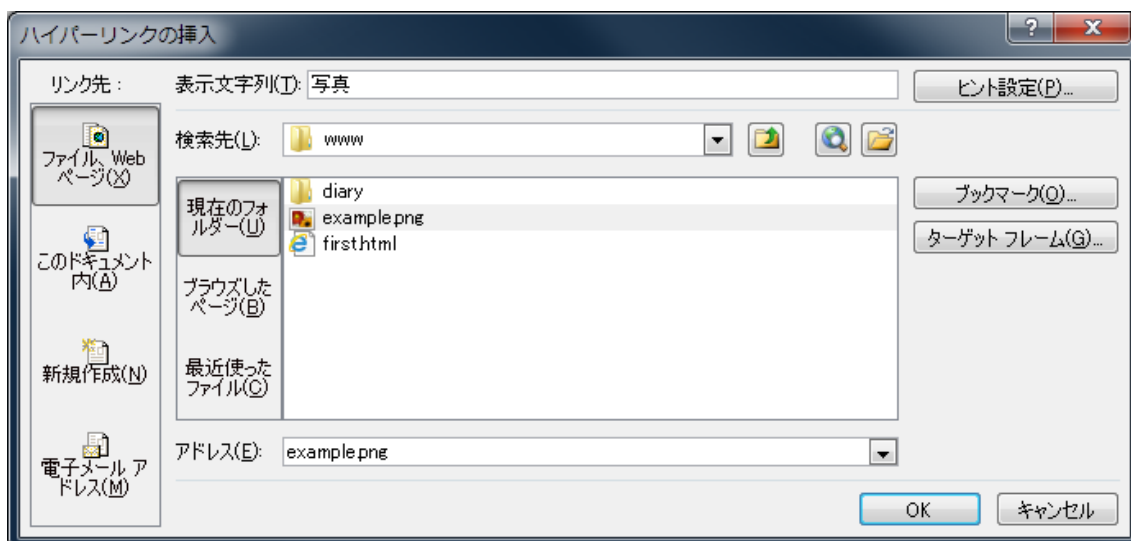 ハイパーリンクの挿入
リンク先：
表示文字列(T): 写真
ヒント設定(P)...
ファイル、Web
ページ(X)
検索先(L): www
現在のフォ
ルダー(U)
diary
example.png
first.html
ブックマーク(O)...
ターゲット フレーム(G)...
このドキュメント
内(A)
ブラウズした
ページ(B)
新規作成(N)
最近使った
ファイル(C)
電子メール ア
ドレス(M)
アドレス(E): example.png
OK
キャンセル